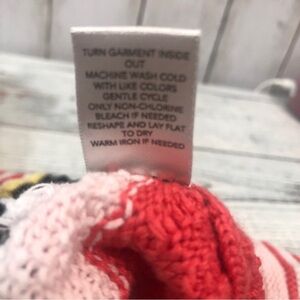 TURN GARMENT INSIDE
OUT
MACHINE WASH COLD
WITH LIKE COLORS
GENTLE CYCLE
ONLY NON-CHLORINE
BLEACH IF NEEDED
RESHAPE AND LAY FLAT
TO DRY
WARM IRON IF NEEDED